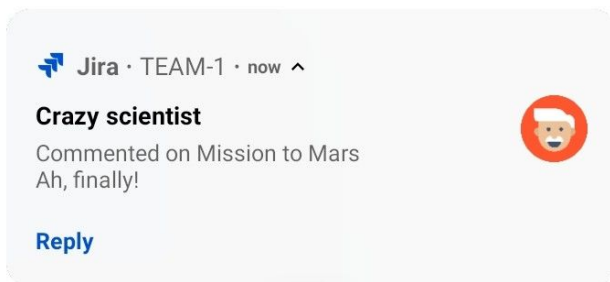 Jira · TEAM-1 · now
Crazy scientist
Commented on Mission to Mars
Ah, finally!
Reply